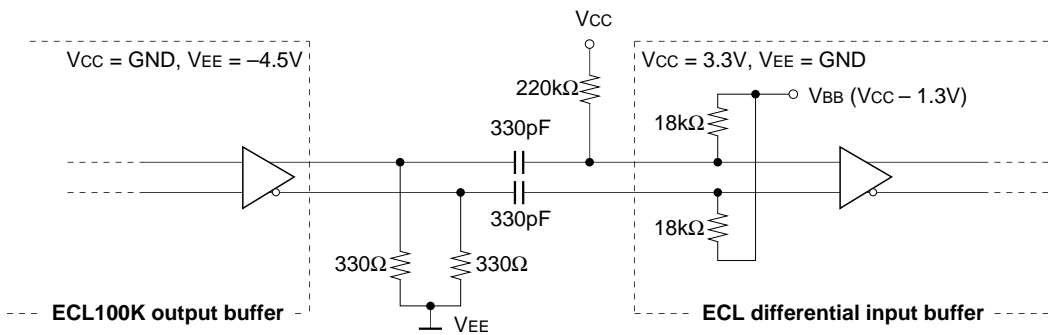 VCC
VCC = GND, VEE = –4.5V
VCC = 3.3V, VEE = GND
220kΩ
VBB (VCC – 1.3V)
18kΩ
330pF
330pF
18kΩ
330Ω
330Ω
ECL100K output buffer
VEE
ECL differential input buffer